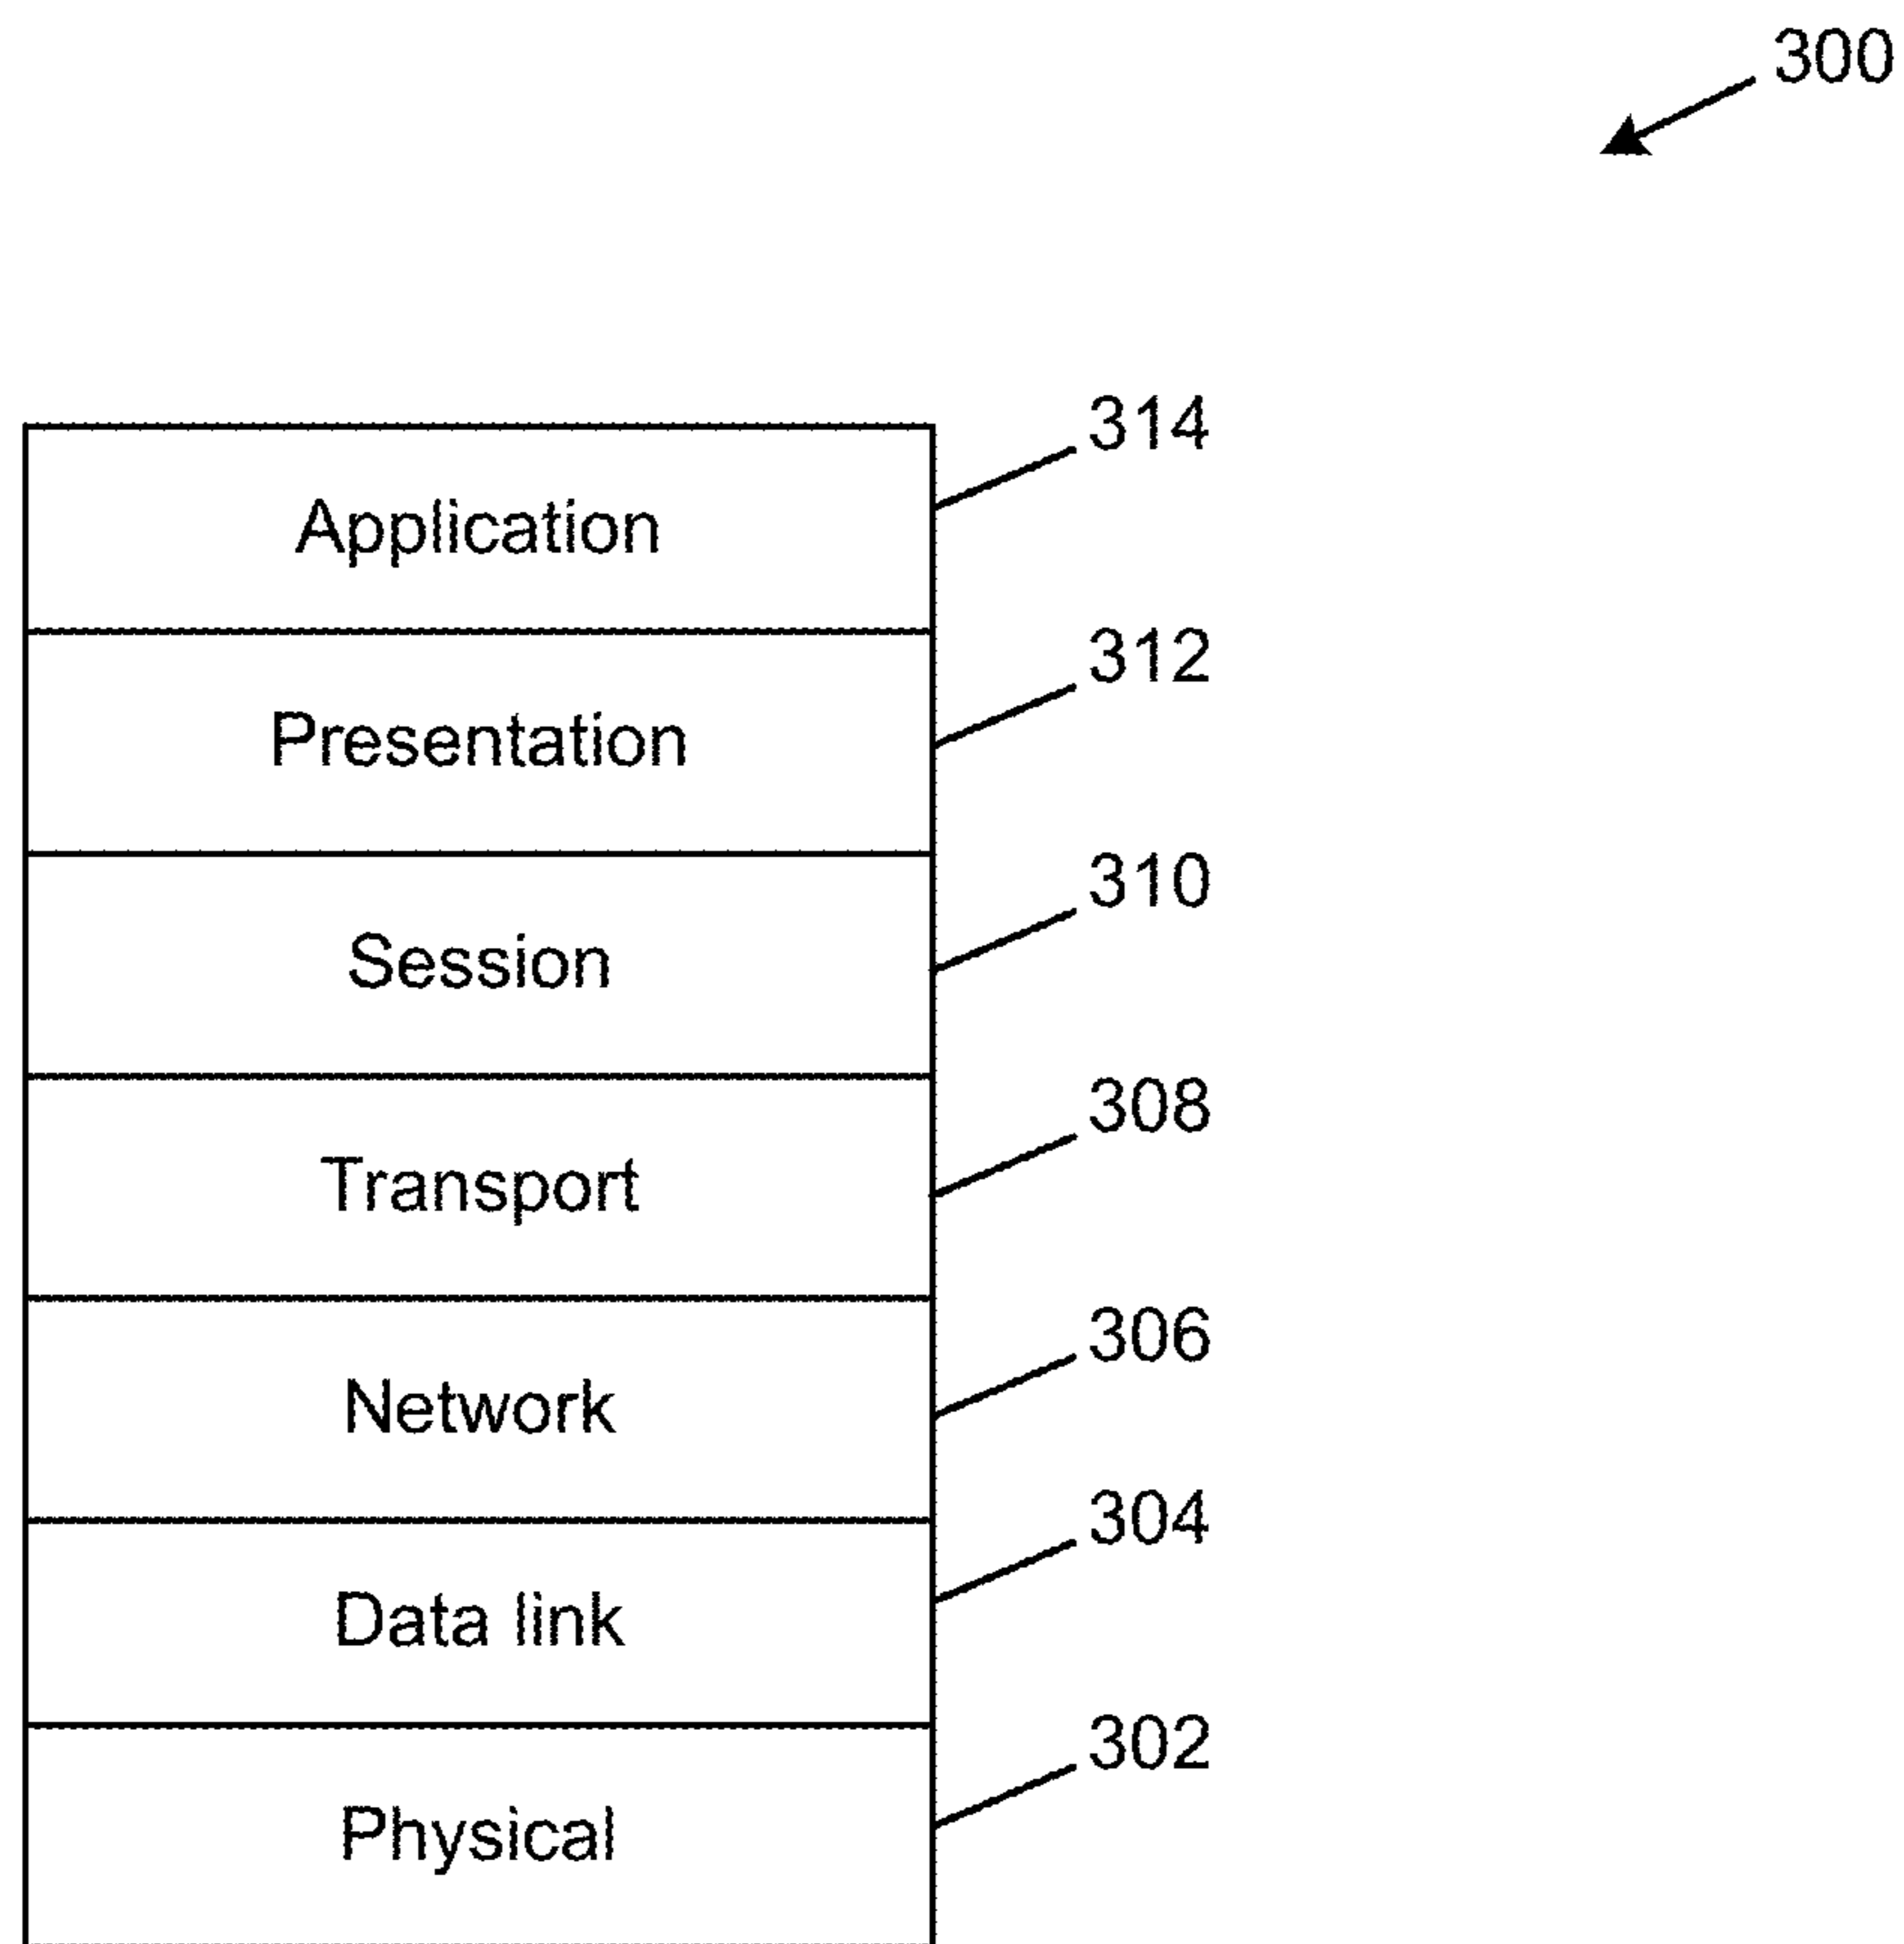 300
314
Application
312
Presentation
310
Session
308
Transport
306
Network
304
Data link
302
Physical